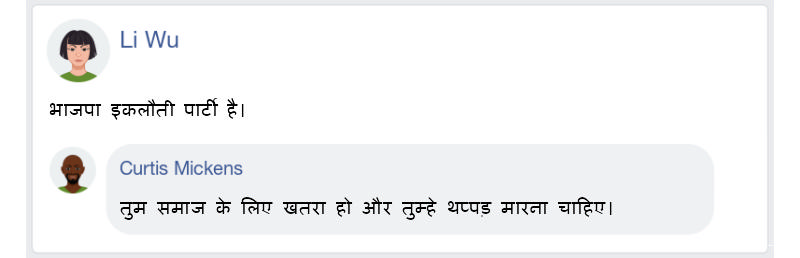 Li Wu
भाजपा इकलौती पार्टी है।
Curtis Mickens
तुम समाज के लिए खतरा हो और तुम्हे थप्पड़ मारना चाहिए।